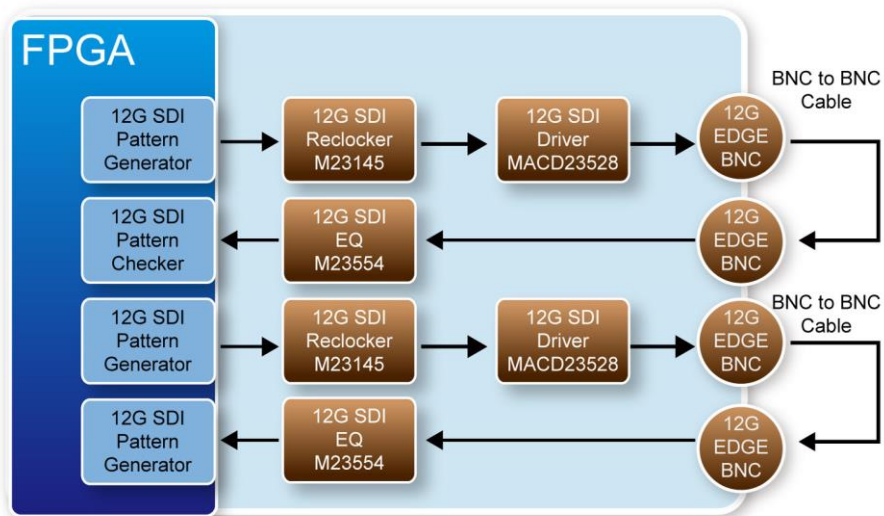 FPGA
12G SDI
Pattern
Generator
12G SDI
Reclocker
M23145
12G SDI
Driver
MACD23528
12G
EDGE
BNC
BNC to BNC
Cable
12G SDI
Pattern
Checker
12G SDI
EQ
M23554
12G
EDGE
BNC
12G SDI
Pattern
Generator
12G SDI
Reclocker
M23145
12G SDI
Driver
MACD23528
12G
EDGE
BNC
BNC to BNC
Cable
12G SDI
Pattern
Generator
12G SDI
EQ
M23554
12G
EDGE
BNC